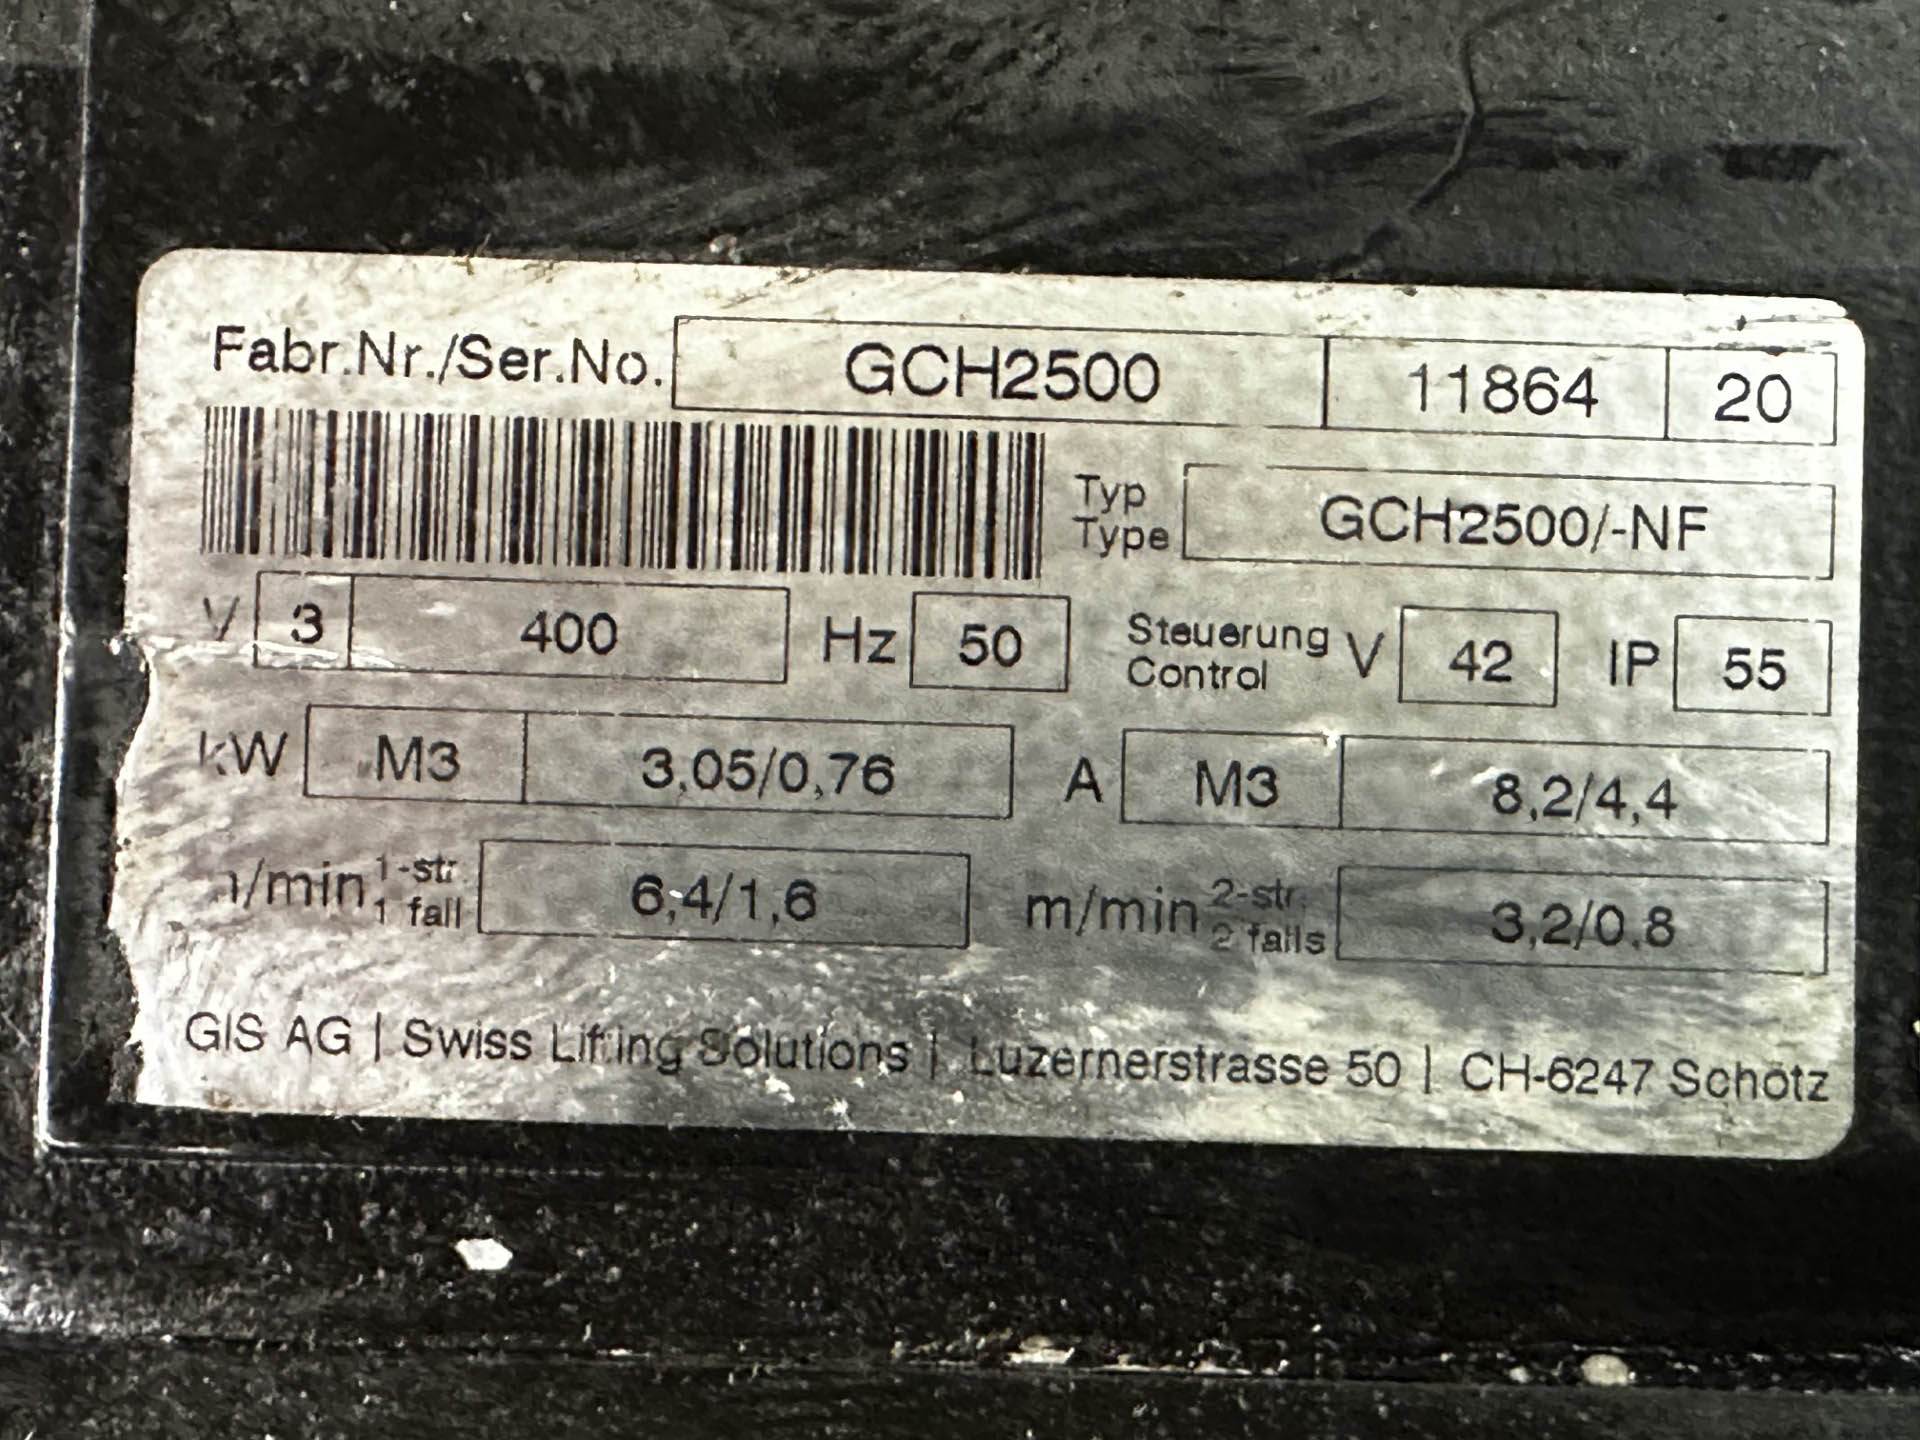 Fabr.Nr./Ser.No. GCH2500 11864 20
Typ GCH2500/-NF
Type
V 3 400 Hz 50 Steuerung V 42 IP 55
Control
kW M3 3,05/0,76 A M3 8,2/4,4
/min 1-str. 6,4/1,6 m/min 2-str. 3,2/0,8
1 fall 2 falls
GIS AG | Swiss Lifting Solutions | Luzernerstrasse 50 | CH-6247 Schötz